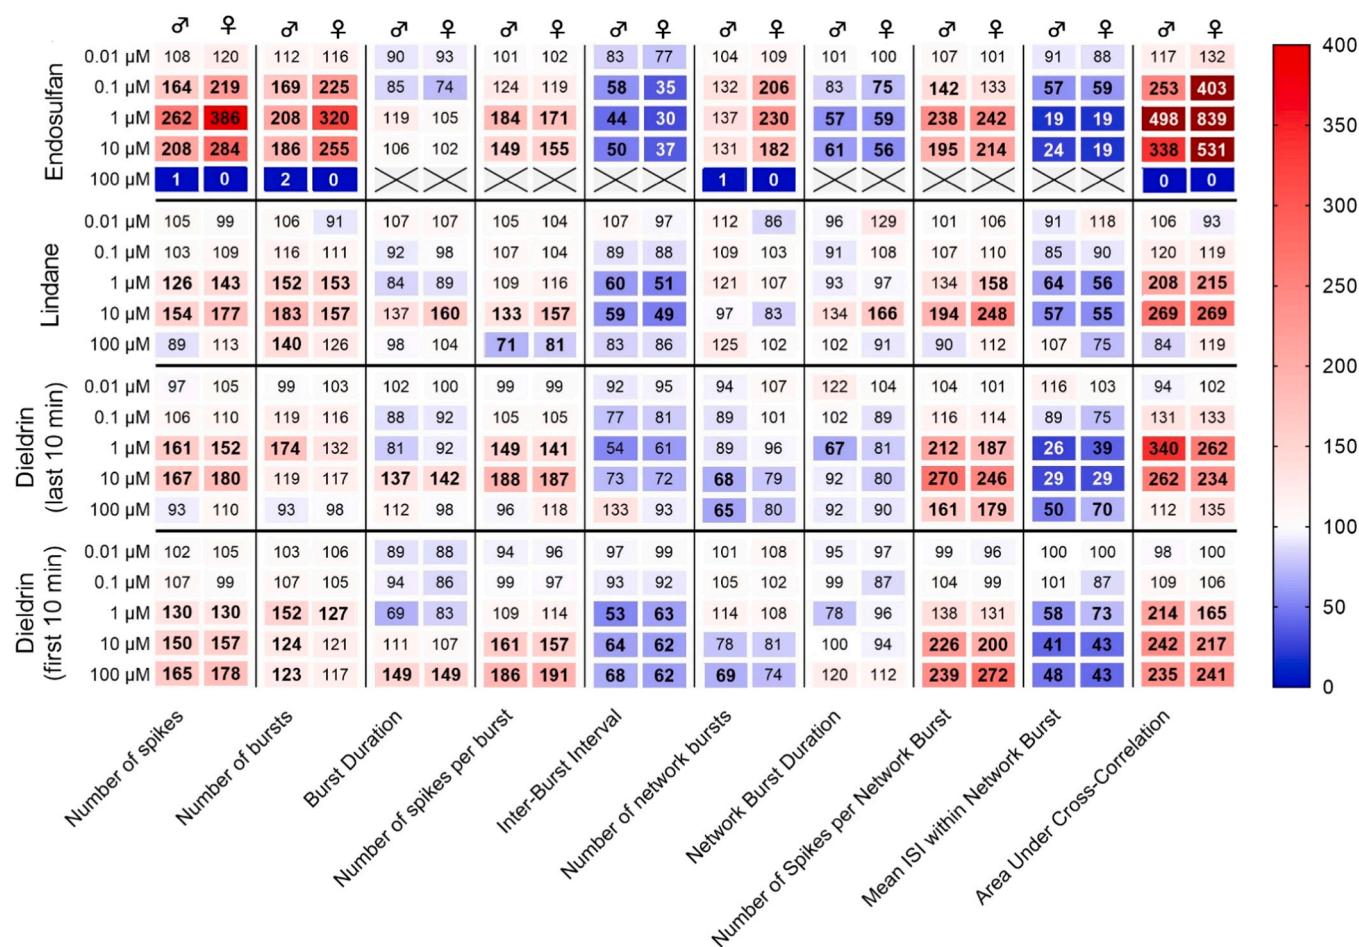 ♂ ♀ ♂ ♀ ♂ ♀ ♂ ♀ ♂ ♀ ♂ ♀ ♂ ♀ ♂ ♀ ♂ ♀ ♂ ♀
Endosulfan
0.01 µM 108 120 112 116 90 93 101 102 83 77 104 109 101 100 107 101 91 88 117 132
0.1 µM 164 219 169 225 85 74 124 119 58 35 132 206 83 75 142 133 57 59 253 403
1 µM 262 386 208 320 119 105 184 171 44 30 137 230 57 59 238 242 19 19 498 839
10 µM 208 284 186 255 106 102 149 155 50 37 131 182 61 56 195 214 24 19 338 531
100 µM 1 0 2 0 1 0 0 0
Lindane
0.01 µM 105 99 106 91 107 107 105 104 107 97 112 86 96 129 101 106 91 118 106 93
0.1 µM 103 109 116 111 92 98 107 104 89 88 109 103 91 108 107 110 85 90 120 119
1 µM 126 143 152 153 84 89 109 116 60 51 121 107 93 97 134 158 64 56 208 215
10 µM 154 177 183 157 137 160 133 157 59 49 97 83 134 166 194 248 57 55 269 269
100 µM 89 113 140 126 98 104 71 81 83 86 125 102 102 91 90 112 107 75 84 119
Dieldrin
(last 10 min)
0.01 µM 97 105 99 103 102 100 99 99 92 95 94 107 122 104 104 101 116 103 94 102
0.1 µM 106 110 119 116 88 92 105 105 77 81 89 101 102 89 116 114 89 75 131 133
1 µM 161 152 174 132 81 92 149 141 54 61 89 96 67 81 212 187 26 39 340 262
10 µM 167 180 119 117 137 142 188 187 73 72 68 79 92 80 270 246 29 29 262 234
100 µM 93 110 93 98 112 98 96 118 133 93 65 80 92 90 161 179 50 70 112 135
Dieldrin
(first 10 min)
0.01 µM 102 105 103 106 89 88 94 96 97 99 101 108 95 97 99 96 100 100 98 100
0.1 µM 107 99 107 105 94 86 99 97 93 92 105 102 99 87 104 99 101 87 109 106
1 µM 130 130 152 127 69 83 109 114 53 63 114 108 78 96 138 131 58 73 214 165
10 µM 150 157 124 121 111 107 161 157 64 62 78 81 100 94 226 200 41 43 242 217
100 µM 165 178 123 117 149 149 186 191 68 62 69 74 120 112 239 272 48 43 235 241
Number of spikes
Number of bursts
Burst Duration
Number of spikes per burst
Inter-Burst Interval
Number of network bursts
Network Burst Duration
Number of Spikes per Network Burst
Mean ISI within Network Burst
Area Under Cross-Correlation
400
350
300
250
200
150
100
50
0